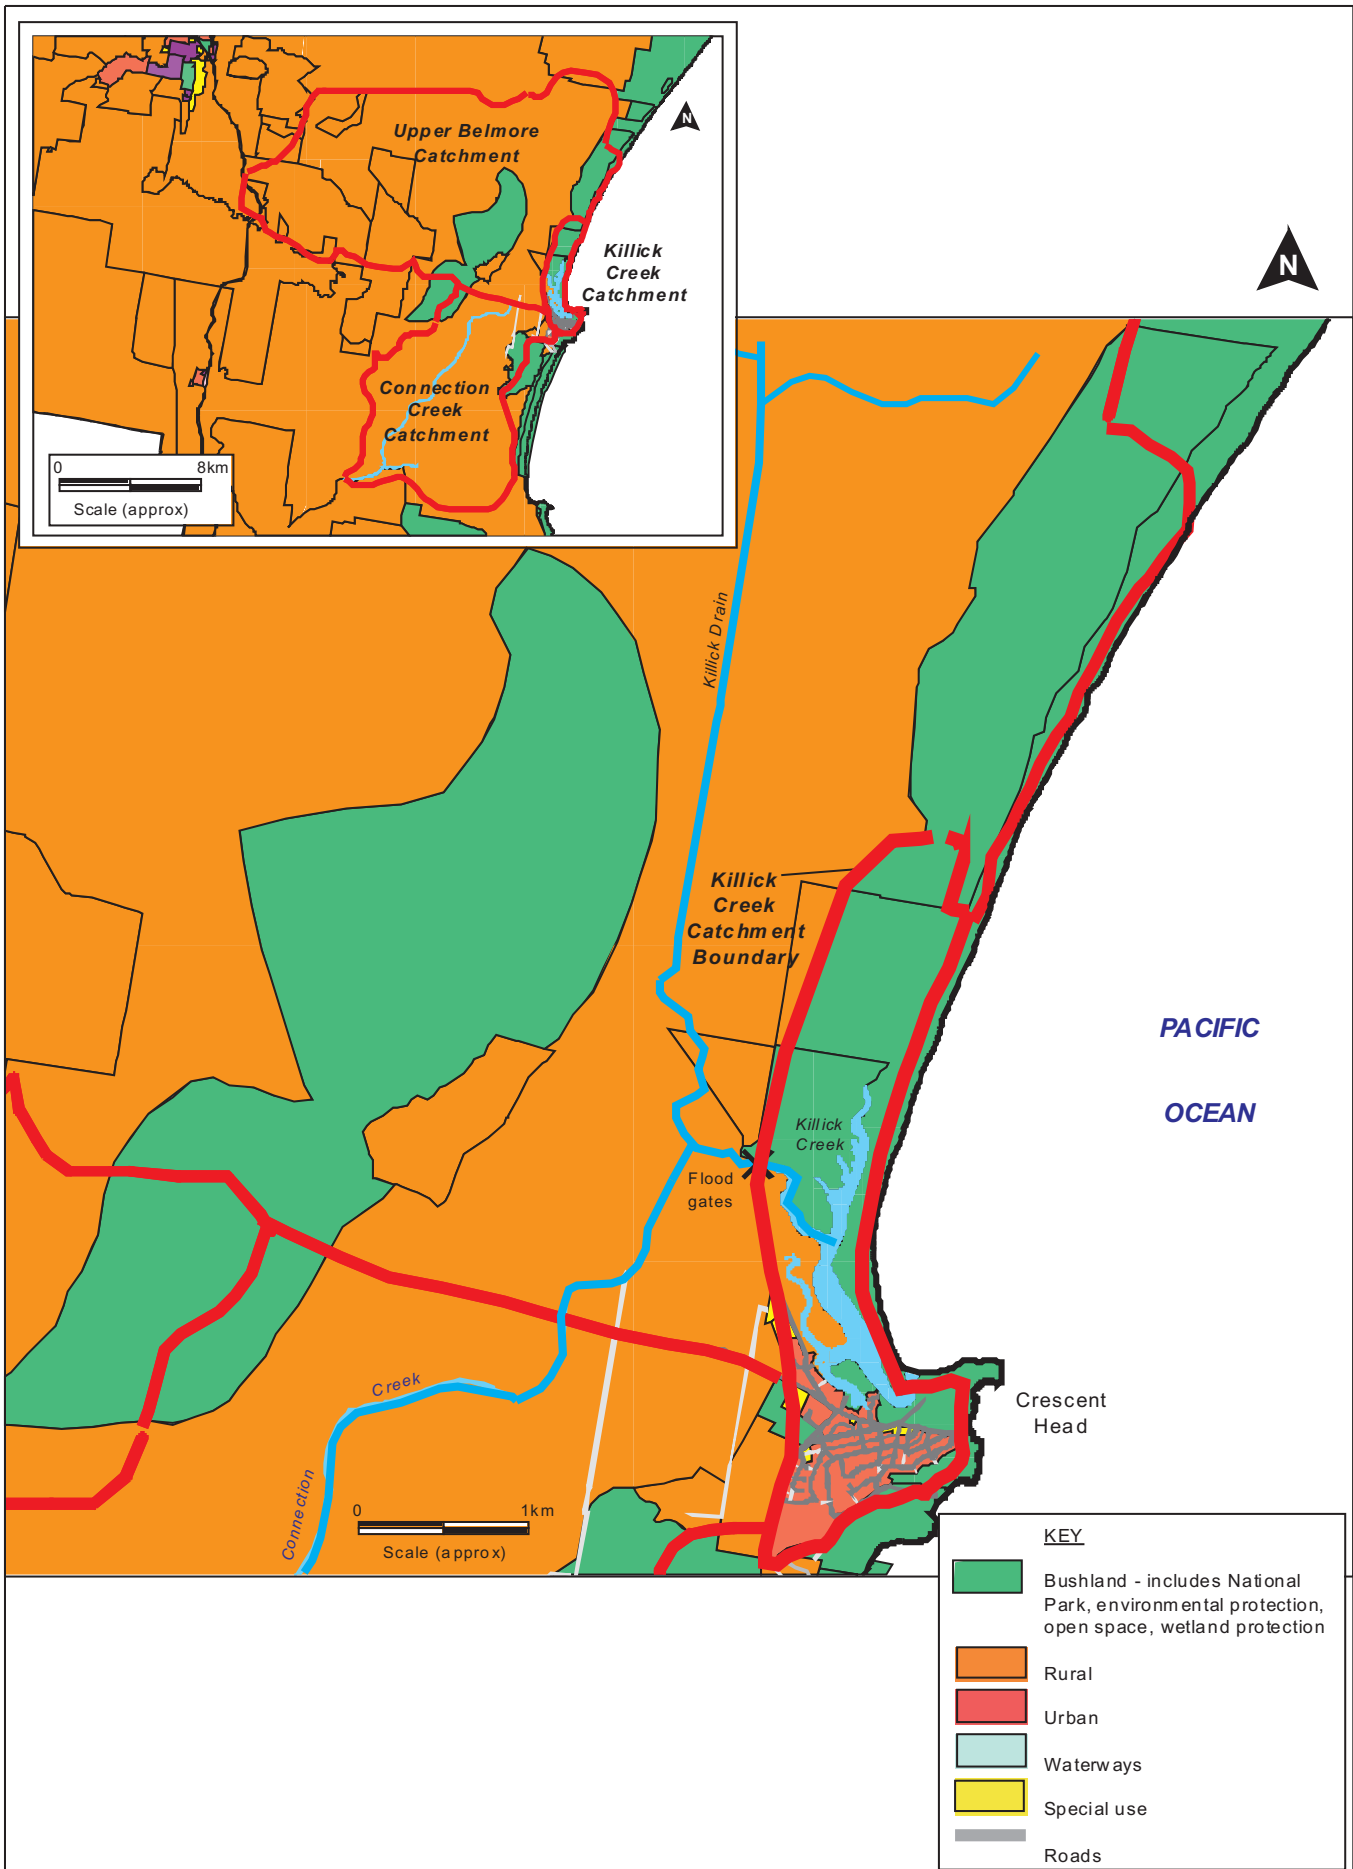 Upper Belmore
Catchment
N
Killick
Creek
Catchment
Connection
Creek
Catchment
0 8km
Scale (approx)
N
Killick Drain
Killick
Creek
Catchment
Boundary
PACIFIC
OCEAN
Killick
Creek
Flood
gates
Creek
Connection
Crescent
Head
0 1km
Scale (approx)
KEY
Bushland - includes National
Park, environmental protection,
open space, wetland protection
Rural
Urban
Waterways
Special use
Roads